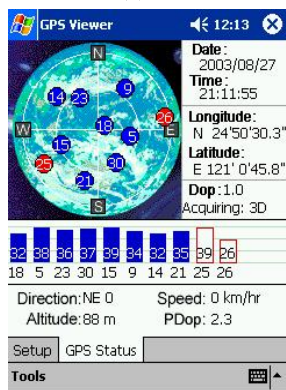 GPS Viewer 12:13
Date:
2003/08/27
Time:
21:11:55
Longitude:
N 24°50'30.3"
Latitude:
E 121° 0'45.8"
Dop:1.0
Acquiring: 3D
N
9
14 23
26
18
W
5
E
15
30
25
21
S
32 38 36 37 39 34 32 35 39 26
18 5 23 30 15 9 14 21 25 26
Direction:NE 0 Speed: 0 km/hr
Altitude:88 m PDop: 2.3
Setup GPS Status
Tools